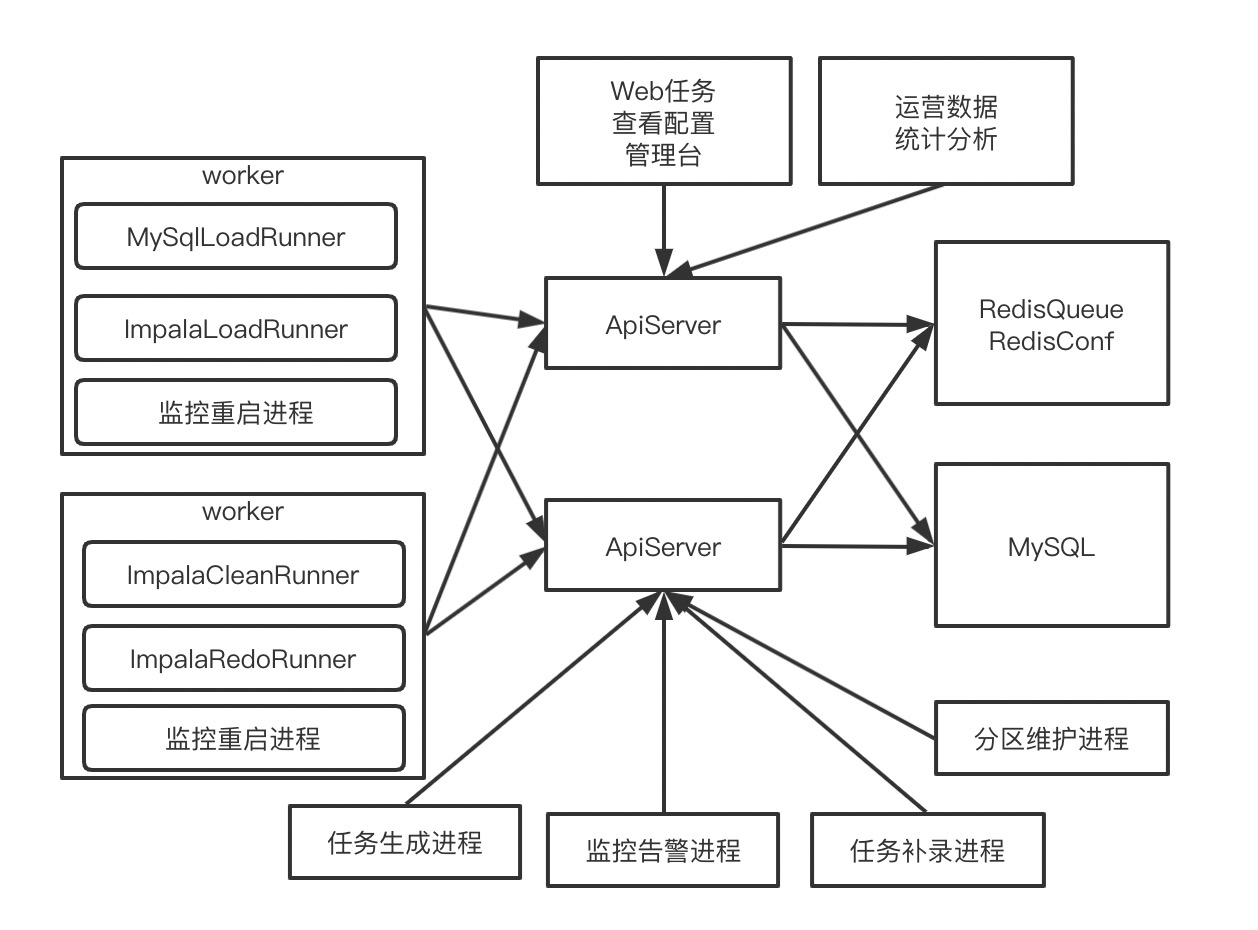 Web任务
查看配置
管理台
运营数据
统计分析
worker
MySqlLoadRunner
ImpalaLoadRunner
监控重启进程
ApiServer
RedisQueue
RedisConf
worker
ImpalaCleanRunner
ImpalaRedoRunner
监控重启进程
ApiServer
MySQL
分区维护进程
任务生成进程
监控告警进程
任务补录进程